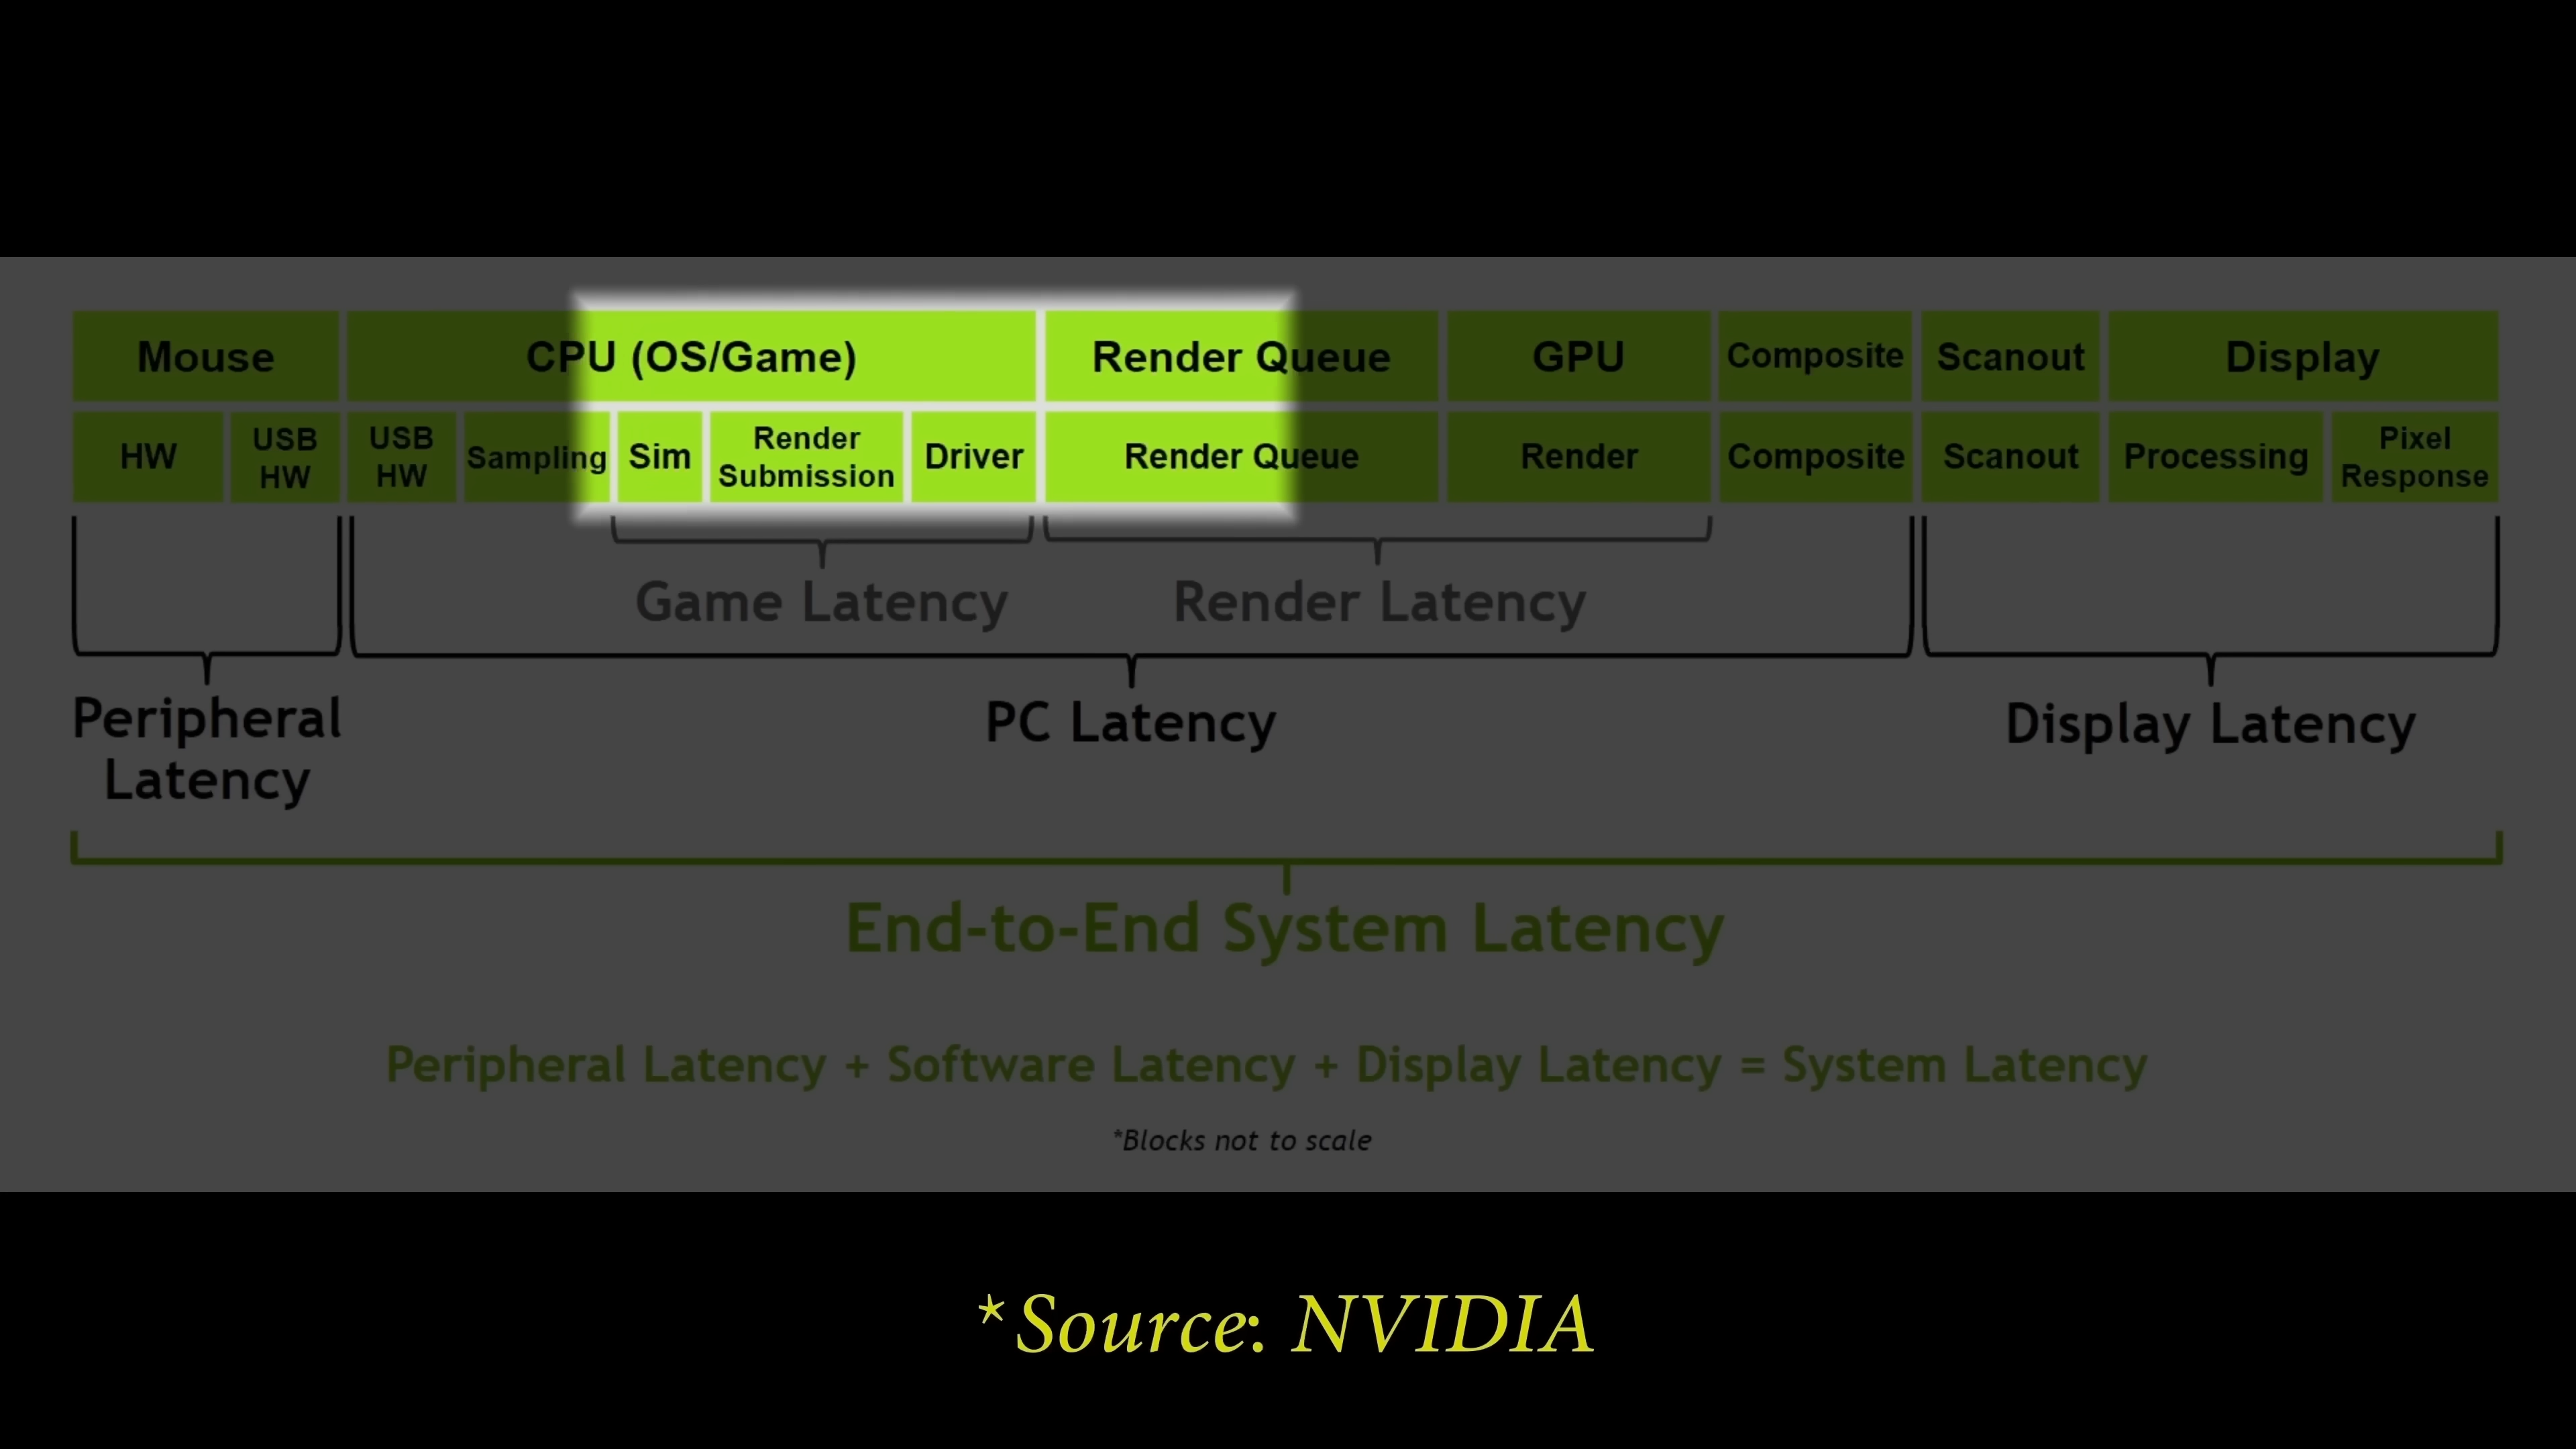 Mouse
CPU (OS/Game)
Render Queue
GPU
Composite
Scanout
Display
HW
USB
HW
USB
HW
Sampling
Sim
Render
Submission
Driver
Render Queue
Render
Composite
Scanout
Processing
Pixel
Response
Game Latency
Render Latency
Peripheral
Latency
PC Latency
Display Latency
End-to-End System Latency
Peripheral Latency + Software Latency + Display Latency = System Latency
*Blocks not to scale
*Source: NVIDIA